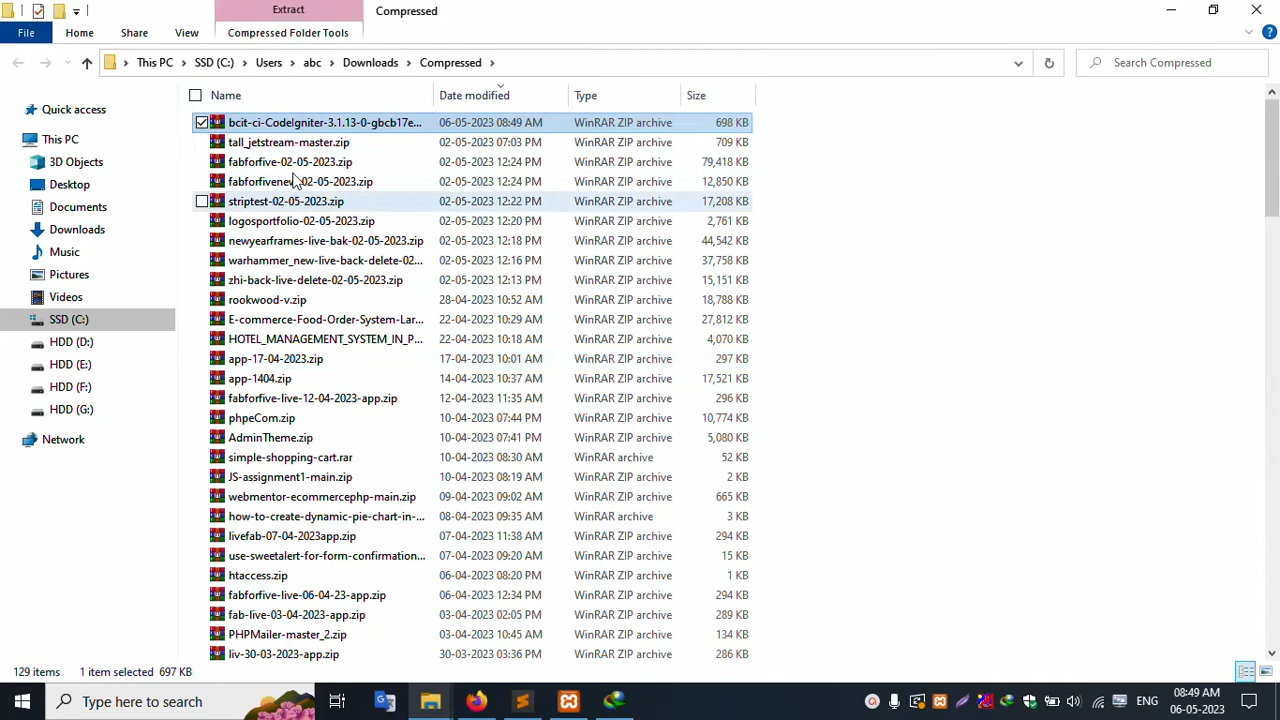 Extract
Compressed
File
Home
Share
View
Compressed Folder Tools
This PC
SSD (C:)
Users
abc
Downloads
Compressed
Search Compressed
Name
Date modified
Type
Size
Quick access
This PC
3D Objects
Desktop
Documents
Downloads
Music
Pictures
Videos
SSD (C:)
HDD (D:)
HDD (E:)
HDD (F:)
HDD (G:)
Network
bcit-ci-CodeIgniter-3.1.13-0-gbcb17e... 06-05-2023 08:49 AM WinRAR ZIP archive 698 KB
tall_jetstream-master.zip 02-05-2023 07:03 PM WinRAR ZIP archive 709 KB
fabforfive-02-05-2023.zip 02-05-2023 12:24 PM WinRAR ZIP archive 79,418 KB
fabforfivenew-02-05-2023.zip 02-05-2023 12:24 PM WinRAR ZIP archive 12,850 KB
striptest-02-05-2023.zip 02-05-2023 12:22 PM WinRAR ZIP archive 17,208 KB
logosportfolio-02-05-2023.zip 02-05-2023 12:20 PM WinRAR ZIP archive 2,761 KB
newyearframes-live-bak-02-05-2023.zip 02-05-2023 12:18 PM WinRAR ZIP archive 44,542 KB
warhammer_new-live-back-delete-02... 02-05-2023 12:16 PM WinRAR ZIP archive 37,758 KB
zhi-back-live-delete-02-05-2023.zip 02-05-2023 12:13 PM WinRAR ZIP archive 15,151 KB
rookwood-v.zip 28-04-2023 10:52 AM WinRAR ZIP archive 18,788 KB
E-commerce-Food-Order-System-Lar... 22-04-2023 10:29 AM WinRAR ZIP archive 27,812 KB
HOTEL_MANAGEMENT_SYSTEM_IN_P... 22-04-2023 10:18 AM WinRAR ZIP archive 4,070 KB
app-17-04-2023.zip 17-04-2023 10:01 AM WinRAR ZIP archive 297 KB
app-1404.zip 14-04-2023 10:37 AM WinRAR ZIP archive 17,521 KB
fabforfive-live-12-04-2023-app.zip 12-04-2023 11:35 AM WinRAR ZIP archive 296 KB
phpeCom.zip 10-04-2023 07:44 PM WinRAR ZIP archive 10,774 KB
AdminTheme.zip 10-04-2023 07:41 PM WinRAR ZIP archive 5,080 KB
simple-shopping-cart.rar 10-04-2023 08:30 AM WinRAR archive 52 KB
JS-assignment1-main.zip 10-04-2023 08:19 AM WinRAR ZIP archive 2 KB
webmentor-ecommercephp-main.zip 09-04-2023 09:02 AM WinRAR ZIP archive 665 KB
how-to-create-dynamic-pie-chart-in-... 08-04-2023 09:35 AM WinRAR archive 3 KB
livefab-07-04-2023app.zip 07-04-2023 11:38 AM WinRAR ZIP archive 294 KB
use-sweetalert-for-form-confirmation... 07-04-2023 09:20 AM WinRAR ZIP archive 15 KB
htaccess.zip 06-04-2023 08:20 PM WinRAR ZIP archive 1 KB
fabforfive-live-06-04-23-app.zip 06-04-2023 12:34 PM WinRAR ZIP archive 294 KB
fab-live-03-04-2023-app.zip 03-04-2023 02:05 PM WinRAR ZIP archive 289 KB
PHPMailer-master_2.zip 03-04-2023 10:45 AM WinRAR ZIP archive 134 KB
liv-30-03-2023-app.zip 30-03-2023 03:36 PM WinRAR ZIP archive 286 KB
129 items 1 item selected 697 KB
Type here to search
ENG
08:49 AM
06-05-2023